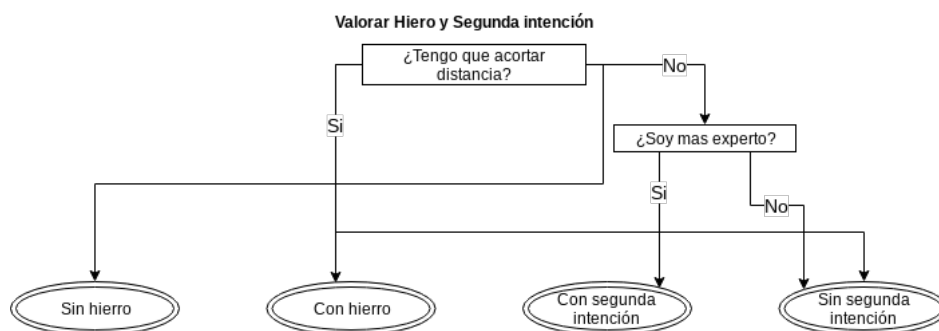 Valorar Hiero y Segunda intención
¿Tengo que acortar
distancia?
No
Si
¿Soy mas experto?
Si
No
Sin hierro
Con hierro
Con segunda
intención
Sin segunda
intención